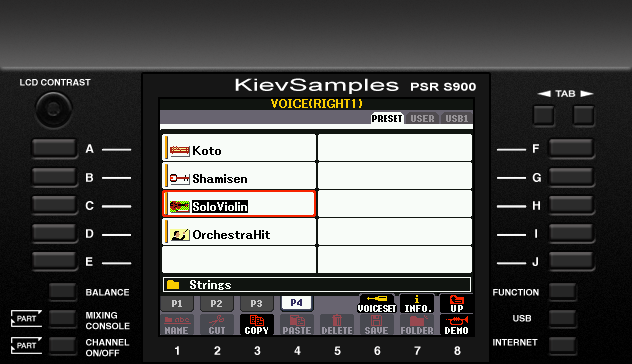 LCD CONTRAST
KievSamples PSR S900
◄ TAB ►
VOICE(RIGHT1)
PRESET USER USB1
A
Koto
F
B
Shamisen
G
C
SoloViolin
H
D
OrchestraHit
I
E
J
Strings
BALANCE
P1 P2 P3 P4
VOICESET
i INFO.
UP
FUNCTION
PART
MIXING
CONSOLE
NAME CUT COPY PASTE DELETE SAVE FOLDER DEMO
USB
PART
CHANNEL
ON/OFF
1 2 3 4 5 6 7 8
INTERNET